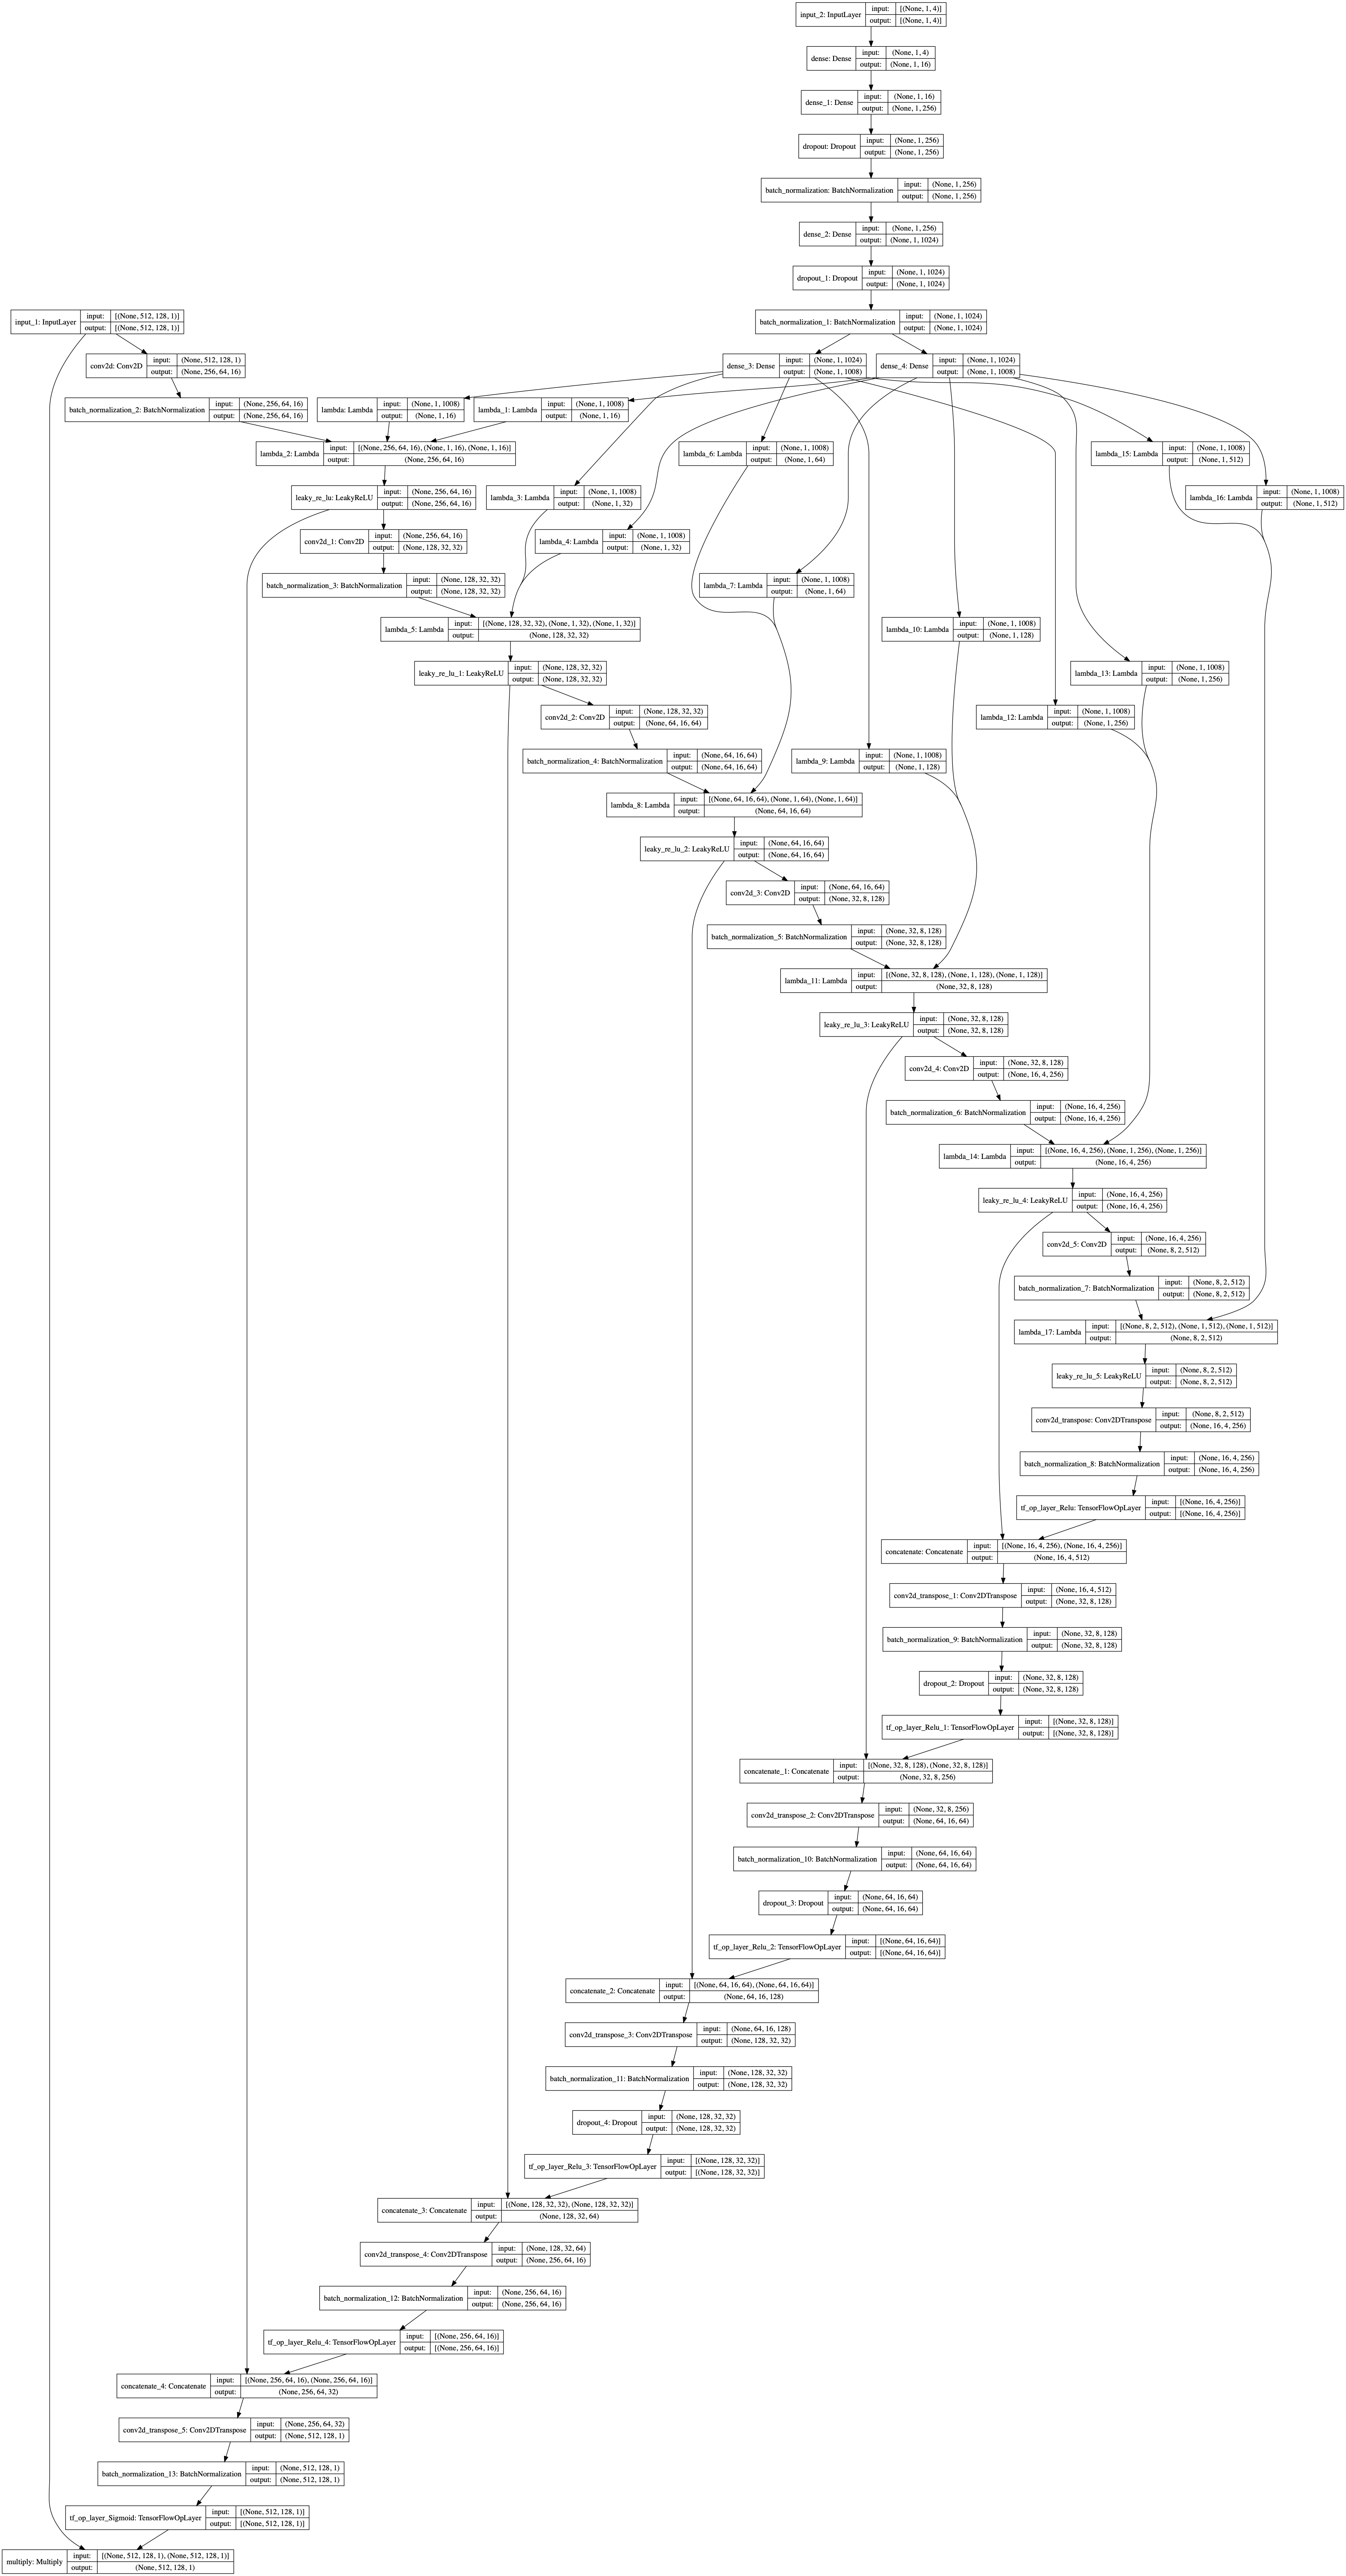 input_2: InputLayer
input: [(None, 1, 4)]
output: [(None, 1, 4)]
dense: Dense
input: (None, 1, 4)
output: (None, 1, 16)
dense_1: Dense
input: (None, 1, 16)
output: (None, 1, 256)
dropout: Dropout
input: (None, 1, 256)
output: (None, 1, 256)
batch_normalization: BatchNormalization
input: (None, 1, 256)
output: (None, 1, 256)
dense_2: Dense
input: (None, 1, 256)
output: (None, 1, 1024)
dropout_1: Dropout
input: (None, 1, 1024)
output: (None, 1, 1024)
input_1: InputLayer
input: [(None, 512, 128, 1)]
output: [(None, 512, 128, 1)]
batch_normalization_1: BatchNormalization
input: (None, 1, 1024)
output: (None, 1, 1024)
conv2d: Conv2D
input: (None, 512, 128, 1)
output: (None, 256, 64, 16)
dense_3: Dense
input: (None, 1, 1024)
output: (None, 1, 1008)
dense_4: Dense
input: (None, 1, 1024)
output: (None, 1, 1008)
batch_normalization_2: BatchNormalization
input: (None, 256, 64, 16)
output: (None, 256, 64, 16)
lambda: Lambda
input: (None, 1, 1008)
output: (None, 1, 16)
lambda_1: Lambda
input: (None, 1, 1008)
output: (None, 1, 16)
lambda_2: Lambda
input: [(None, 256, 64, 16), (None, 1, 16), (None, 1, 16)]
output: (None, 256, 64, 16)
lambda_6: Lambda
input: (None, 1, 1008)
output: (None, 1, 64)
lambda_15: Lambda
input: (None, 1, 1008)
output: (None, 1, 512)
leaky_re_lu: LeakyReLU
input: (None, 256, 64, 16)
output: (None, 256, 64, 16)
lambda_3: Lambda
input: (None, 1, 1008)
output: (None, 1, 32)
lambda_16: Lambda
input: (None, 1, 1008)
output: (None, 1, 512)
conv2d_1: Conv2D
input: (None, 256, 64, 16)
output: (None, 128, 32, 32)
lambda_4: Lambda
input: (None, 1, 1008)
output: (None, 1, 32)
batch_normalization_3: BatchNormalization
input: (None, 128, 32, 32)
output: (None, 128, 32, 32)
lambda_7: Lambda
input: (None, 1, 1008)
output: (None, 1, 64)
lambda_5: Lambda
input: [(None, 128, 32, 32), (None, 1, 32), (None, 1, 32)]
output: (None, 128, 32, 32)
lambda_10: Lambda
input: (None, 1, 1008)
output: (None, 1, 128)
leaky_re_lu_1: LeakyReLU
input: (None, 128, 32, 32)
output: (None, 128, 32, 32)
lambda_13: Lambda
input: (None, 1, 1008)
output: (None, 1, 256)
conv2d_2: Conv2D
input: (None, 128, 32, 32)
output: (None, 64, 16, 64)
lambda_12: Lambda
input: (None, 1, 1008)
output: (None, 1, 256)
batch_normalization_4: BatchNormalization
input: (None, 64, 16, 64)
output: (None, 64, 16, 64)
lambda_9: Lambda
input: (None, 1, 1008)
output: (None, 1, 128)
lambda_8: Lambda
input: [(None, 64, 16, 64), (None, 1, 64), (None, 1, 64)]
output: (None, 64, 16, 64)
leaky_re_lu_2: LeakyReLU
input: (None, 64, 16, 64)
output: (None, 64, 16, 64)
conv2d_3: Conv2D
input: (None, 64, 16, 64)
output: (None, 32, 8, 128)
batch_normalization_5: BatchNormalization
input: (None, 32, 8, 128)
output: (None, 32, 8, 128)
lambda_11: Lambda
input: [(None, 32, 8, 128), (None, 1, 128), (None, 1, 128)]
output: (None, 32, 8, 128)
leaky_re_lu_3: LeakyReLU
input: (None, 32, 8, 128)
output: (None, 32, 8, 128)
conv2d_4: Conv2D
input: (None, 32, 8, 128)
output: (None, 16, 4, 256)
batch_normalization_6: BatchNormalization
input: (None, 16, 4, 256)
output: (None, 16, 4, 256)
lambda_14: Lambda
input: [(None, 16, 4, 256), (None, 1, 256), (None, 1, 256)]
output: (None, 16, 4, 256)
leaky_re_lu_4: LeakyReLU
input: (None, 16, 4, 256)
output: (None, 16, 4, 256)
conv2d_5: Conv2D
input: (None, 16, 4, 256)
output: (None, 8, 2, 512)
batch_normalization_7: BatchNormalization
input: (None, 8, 2, 512)
output: (None, 8, 2, 512)
lambda_17: Lambda
input: [(None, 8, 2, 512), (None, 1, 512), (None, 1, 512)]
output: (None, 8, 2, 512)
leaky_re_lu_5: LeakyReLU
input: (None, 8, 2, 512)
output: (None, 8, 2, 512)
conv2d_transpose: Conv2DTranspose
input: (None, 8, 2, 512)
output: (None, 16, 4, 256)
batch_normalization_8: BatchNormalization
input: (None, 16, 4, 256)
output: (None, 16, 4, 256)
tf_op_layer_Relu: TensorFlowOpLayer
input: [(None, 16, 4, 256)]
output: [(None, 16, 4, 256)]
concatenate: Concatenate
input: [(None, 16, 4, 256), (None, 16, 4, 256)]
output: (None, 16, 4, 512)
conv2d_transpose_1: Conv2DTranspose
input: (None, 16, 4, 512)
output: (None, 32, 8, 128)
batch_normalization_9: BatchNormalization
input: (None, 32, 8, 128)
output: (None, 32, 8, 128)
dropout_2: Dropout
input: (None, 32, 8, 128)
output: (None, 32, 8, 128)
tf_op_layer_Relu_1: TensorFlowOpLayer
input: [(None, 32, 8, 128)]
output: [(None, 32, 8, 128)]
concatenate_1: Concatenate
input: [(None, 32, 8, 128), (None, 32, 8, 128)]
output: (None, 32, 8, 256)
conv2d_transpose_2: Conv2DTranspose
input: (None, 32, 8, 256)
output: (None, 64, 16, 64)
batch_normalization_10: BatchNormalization
input: (None, 64, 16, 64)
output: (None, 64, 16, 64)
dropout_3: Dropout
input: (None, 64, 16, 64)
output: (None, 64, 16, 64)
tf_op_layer_Relu_2: TensorFlowOpLayer
input: [(None, 64, 16, 64)]
output: [(None, 64, 16, 64)]
concatenate_2: Concatenate
input: [(None, 64, 16, 64), (None, 64, 16, 64)]
output: (None, 64, 16, 128)
conv2d_transpose_3: Conv2DTranspose
input: (None, 64, 16, 128)
output: (None, 128, 32, 32)
batch_normalization_11: BatchNormalization
input: (None, 128, 32, 32)
output: (None, 128, 32, 32)
dropout_4: Dropout
input: (None, 128, 32, 32)
output: (None, 128, 32, 32)
tf_op_layer_Relu_3: TensorFlowOpLayer
input: [(None, 128, 32, 32)]
output: [(None, 128, 32, 32)]
concatenate_3: Concatenate
input: [(None, 128, 32, 32), (None, 128, 32, 32)]
output: (None, 128, 32, 64)
conv2d_transpose_4: Conv2DTranspose
input: (None, 128, 32, 64)
output: (None, 256, 64, 16)
batch_normalization_12: BatchNormalization
input: (None, 256, 64, 16)
output: (None, 256, 64, 16)
tf_op_layer_Relu_4: TensorFlowOpLayer
input: [(None, 256, 64, 16)]
output: [(None, 256, 64, 16)]
concatenate_4: Concatenate
input: [(None, 256, 64, 16), (None, 256, 64, 16)]
output: (None, 256, 64, 32)
conv2d_transpose_5: Conv2DTranspose
input: (None, 256, 64, 32)
output: (None, 512, 128, 1)
batch_normalization_13: BatchNormalization
input: (None, 512, 128, 1)
output: (None, 512, 128, 1)
tf_op_layer_Sigmoid: TensorFlowOpLayer
input: [(None, 512, 128, 1)]
output: [(None, 512, 128, 1)]
multiply: Multiply
input: [(None, 512, 128, 1), (None, 512, 128, 1)]
output: (None, 512, 128, 1)